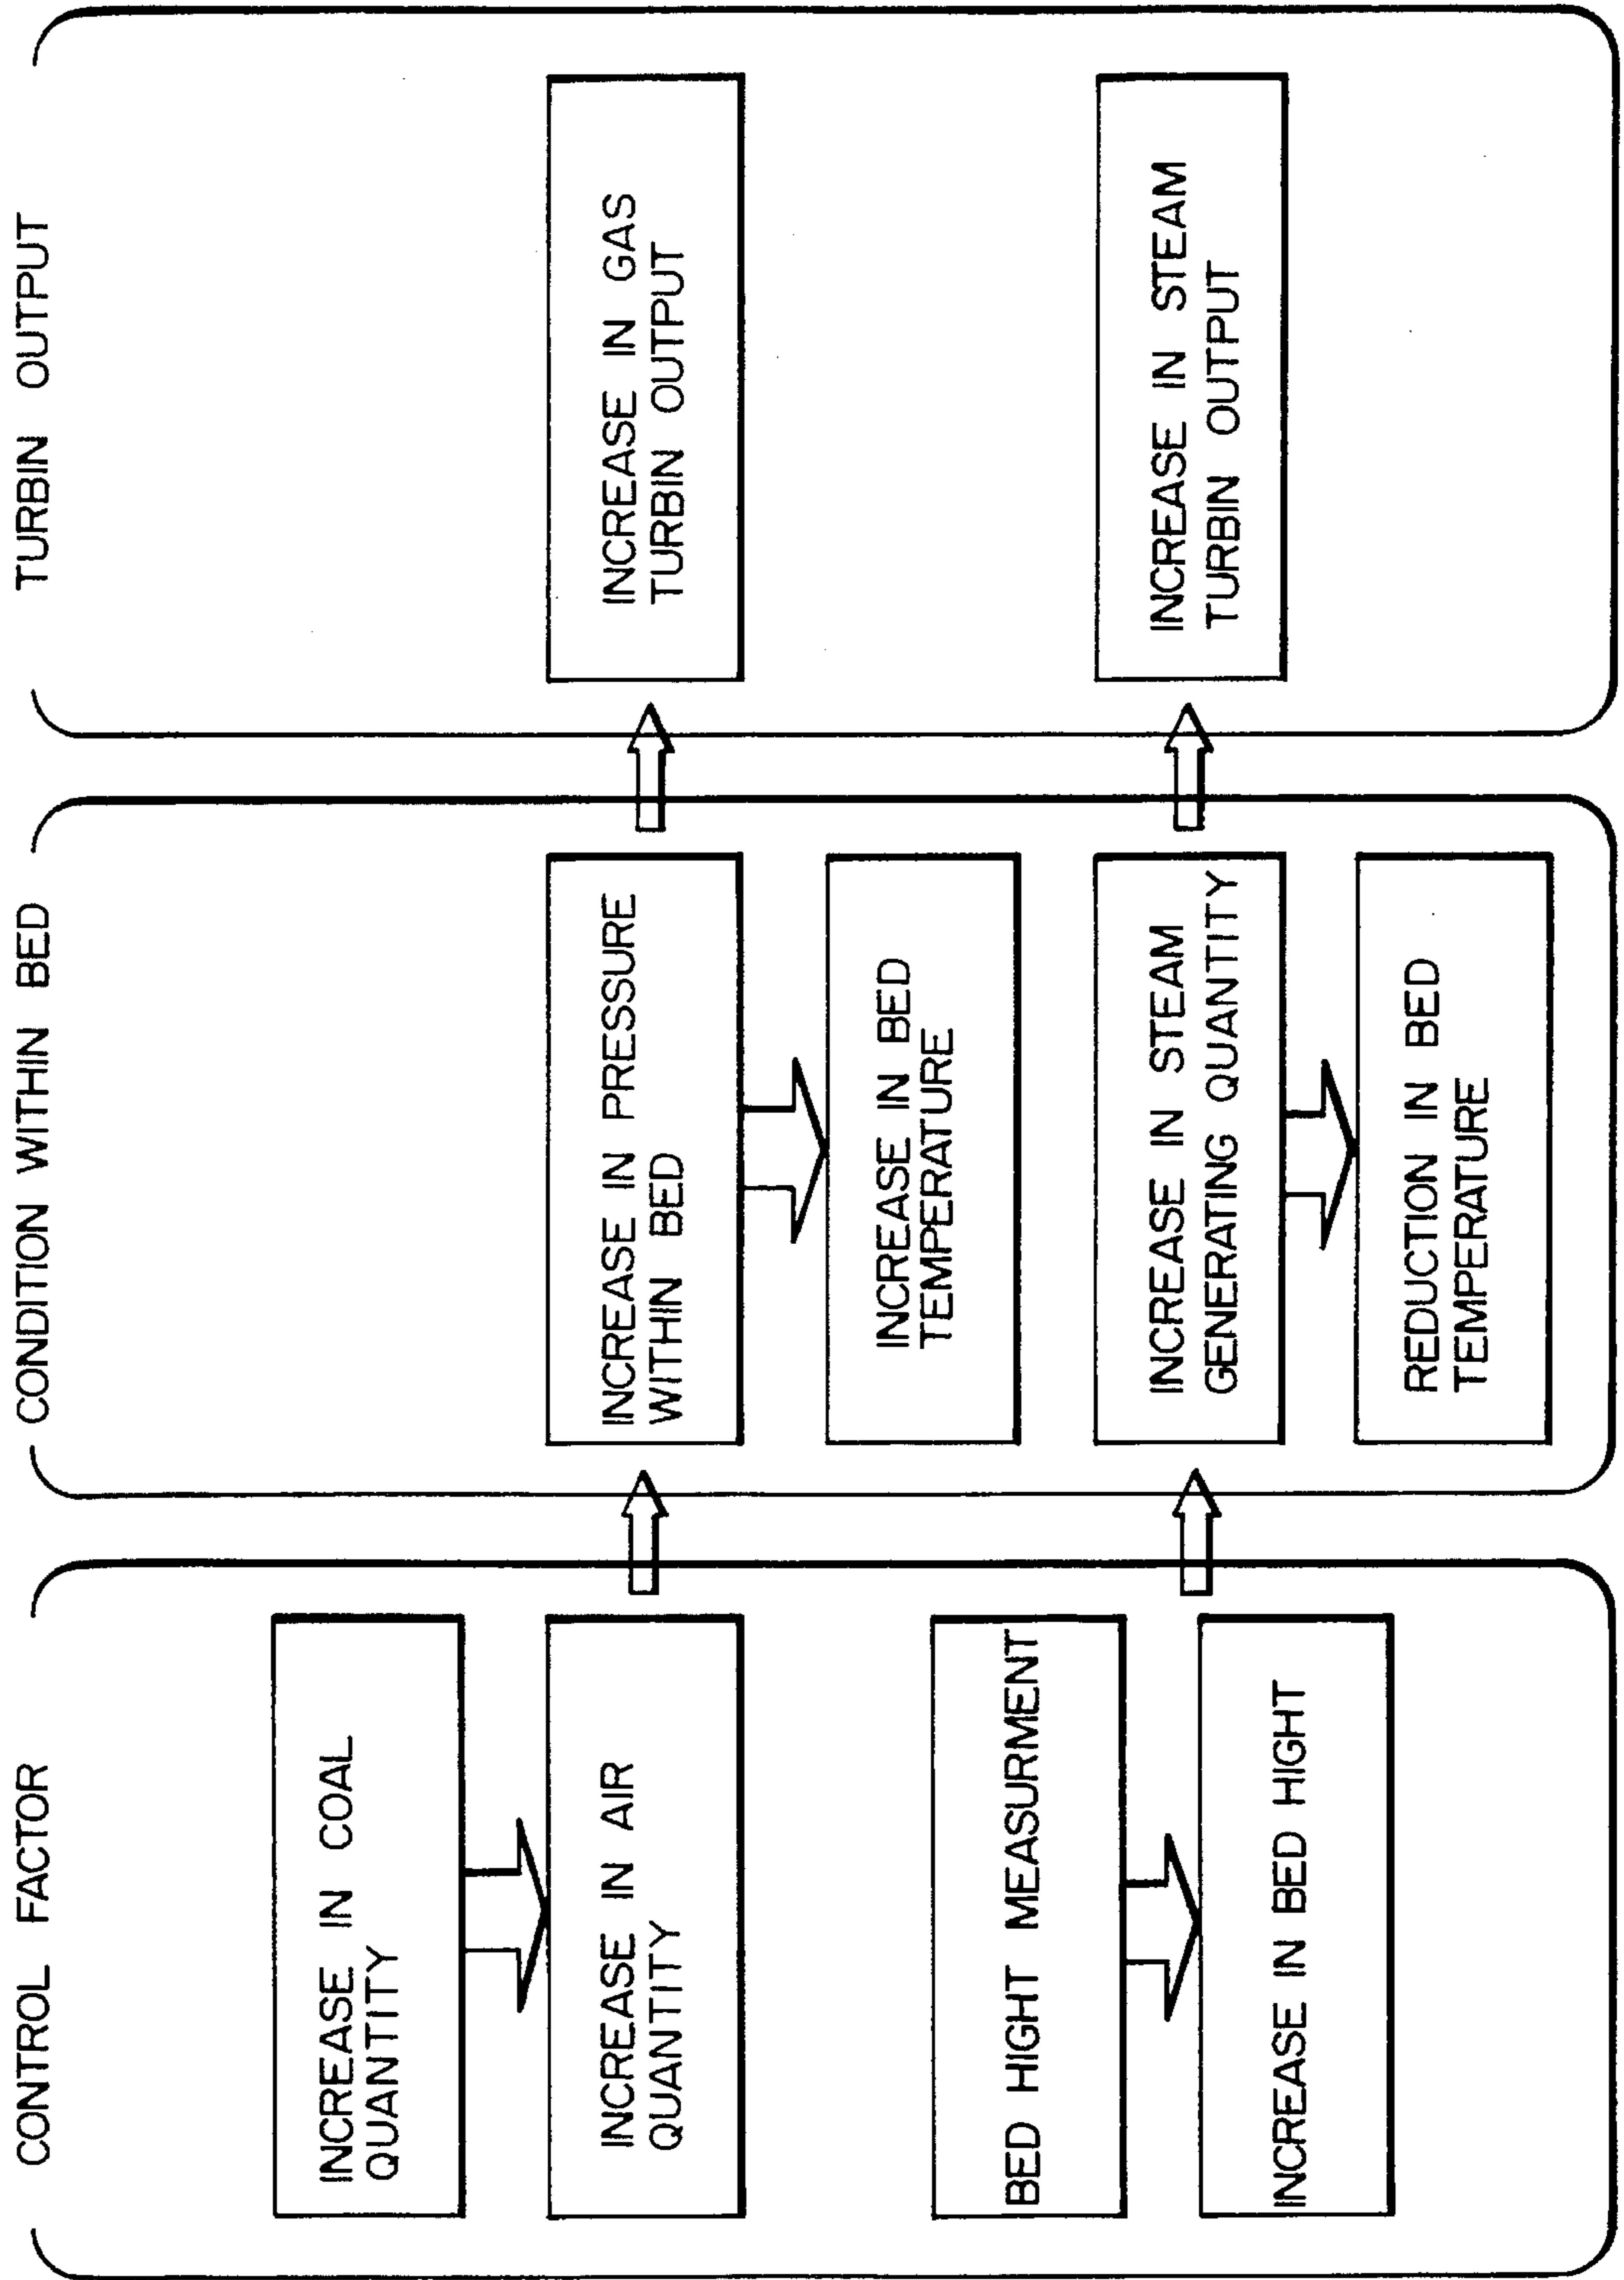 CONTROL FACTOR
INCREASE IN COAL
QUANTITY
INCREASE IN AIR
QUANTITY
BED HIGHT MEASURMENT
INCREASE IN BED HIGHT
CONDITION WITHIN BED
INCREASE IN PRESSURE
WITHIN BED
INCREASE IN BED
TEMPERATURE
INCREASE IN STEAM
GENERATING QUANTITY
REDUCTION IN BED
TEMPERATURE
TURBIN OUTPUT
INCREASE IN GAS
TURBIN OUTPUT
INCREASE IN STEAM
TURBIN OUTPUT